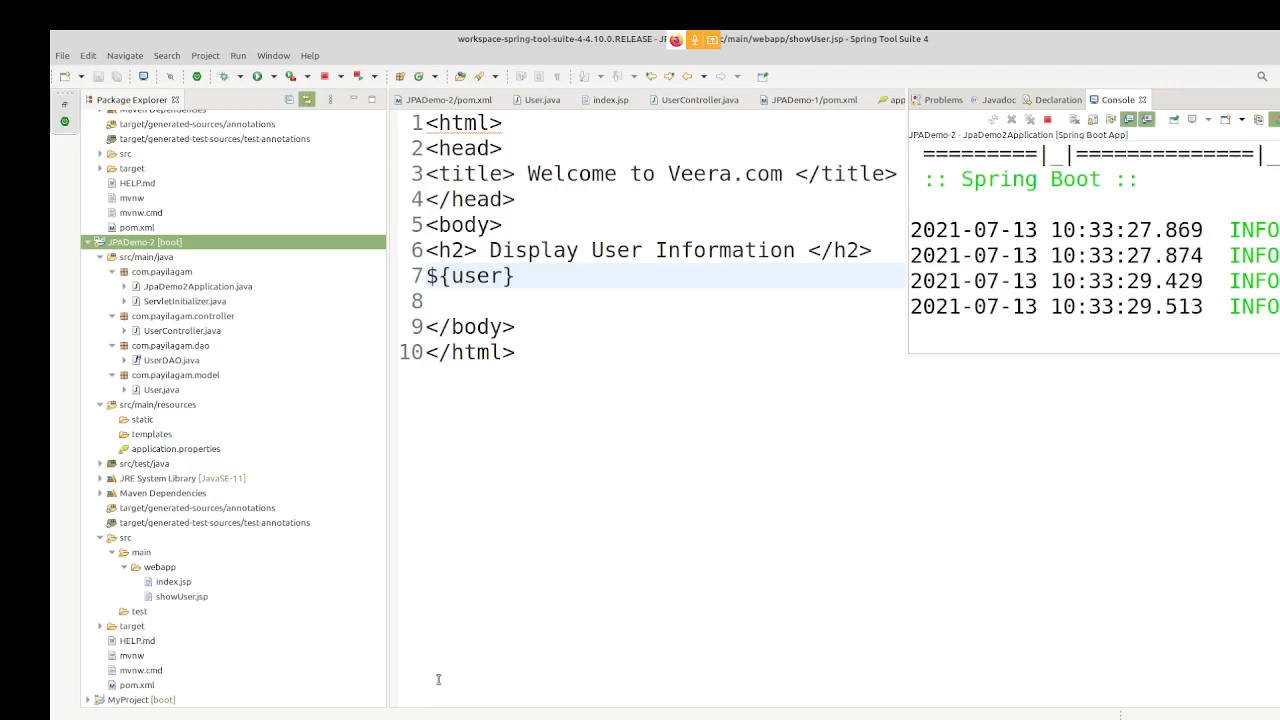 workspace-spring-tool-suite-4-4.10.0.RELEASE - JP c/main/webapp/showUser.jsp - Spring Tool Suite 4
File Edit Navigate Search Project Run Window Help
Package Explorer
target/generated-sources/annotations
target/generated-test-sources/test-annotations
src
target
HELP.md
mvnw
mvnw.cmd
pom.xml
JPADemo-2 [boot]
src/main/java
com.payilagam
JpaDemo2Application.java
ServletInitializer.java
com.payilagam.controller
UserController.java
com.payilagam.dao
UserDAO.java
com.payilagam.model
User.java
src/main/resources
static
templates
application.properties
src/test/java
JRE System Library [JavaSE-11]
Maven Dependencies
target/generated-sources/annotations
target/generated-test-sources/test-annotations
src
main
webapp
index.jsp
showUser.jsp
test
target
HELP.md
mvnw
mvnw.cmd
pom.xml
MyProject [boot]
JPADemo-2/pom.xml User.java index.jsp UserController.java JPADemo-1/pom.xml app
1 <html>
2 <head>
3 <title> Welcome to Veera.com </title>
4 </head>
5 <body>
6 <h2> Display User Information </h2>
7 ${user}
8
9 </body>
10 </html>
Problems Javadoc Declaration Console
JPADemo-2 - JpaDemo2Application [Spring Boot App]
=========|_|==============|_
:: Spring Boot ::
2021-07-13 10:33:27.869 INFO
2021-07-13 10:33:27.874 INFO
2021-07-13 10:33:29.429 INFO
2021-07-13 10:33:29.513 INFO